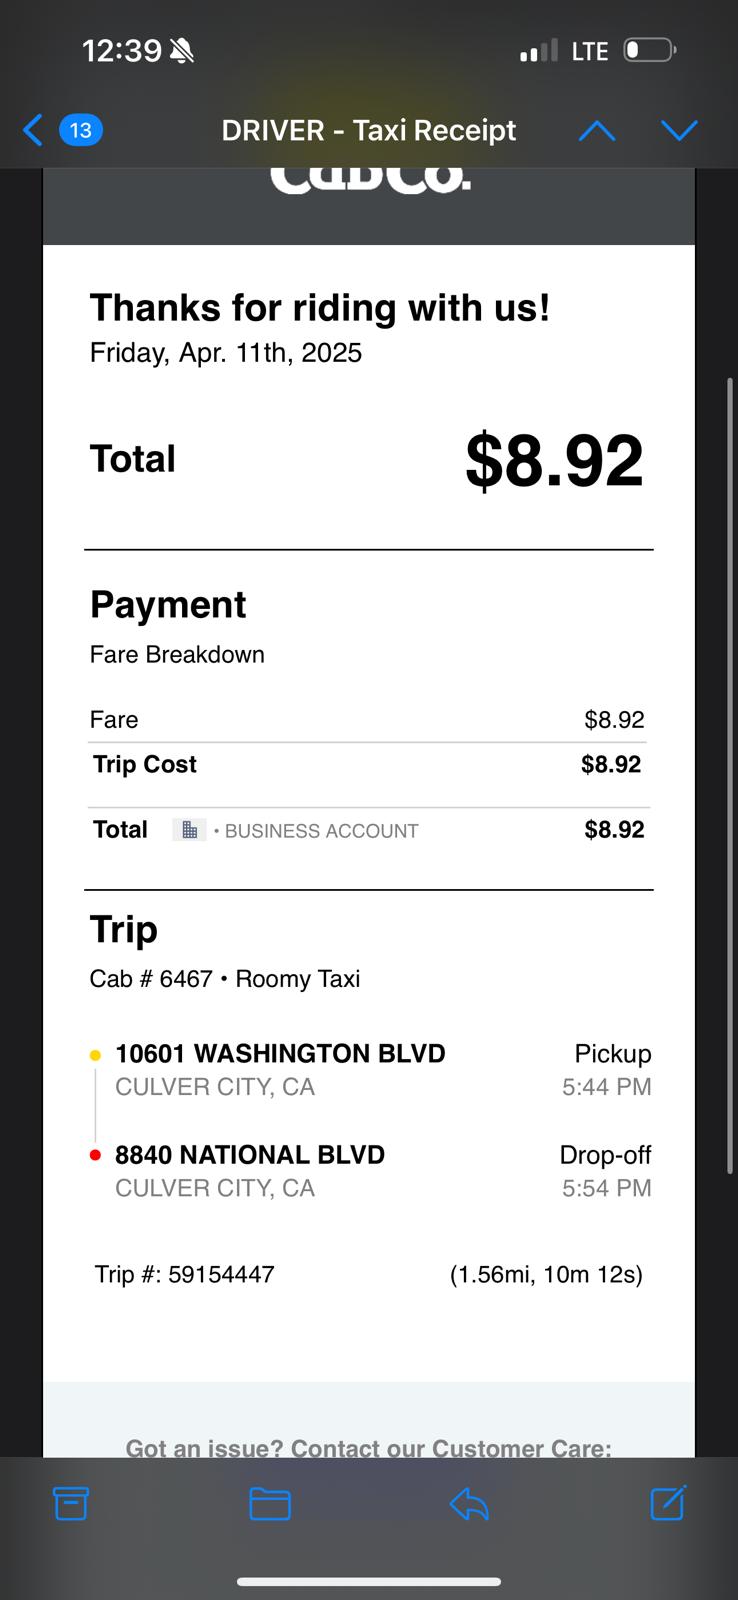 12:39 LTE
13 DRIVER - Taxi Receipt
CabCo.
Thanks for riding with us!
Friday, Apr. 11th, 2025
Total $8.92
Payment
Fare Breakdown
Fare $8.92
Trip Cost $8.92
Total • BUSINESS ACCOUNT $8.92
Trip
Cab # 6467 • Roomy Taxi
10601 WASHINGTON BLVD Pickup
CULVER CITY, CA 5:44 PM
8840 NATIONAL BLVD Drop-off
CULVER CITY, CA 5:54 PM
Trip #: 59154447 (1.56mi, 10m 12s)
Got an issue? Contact our Customer Care: